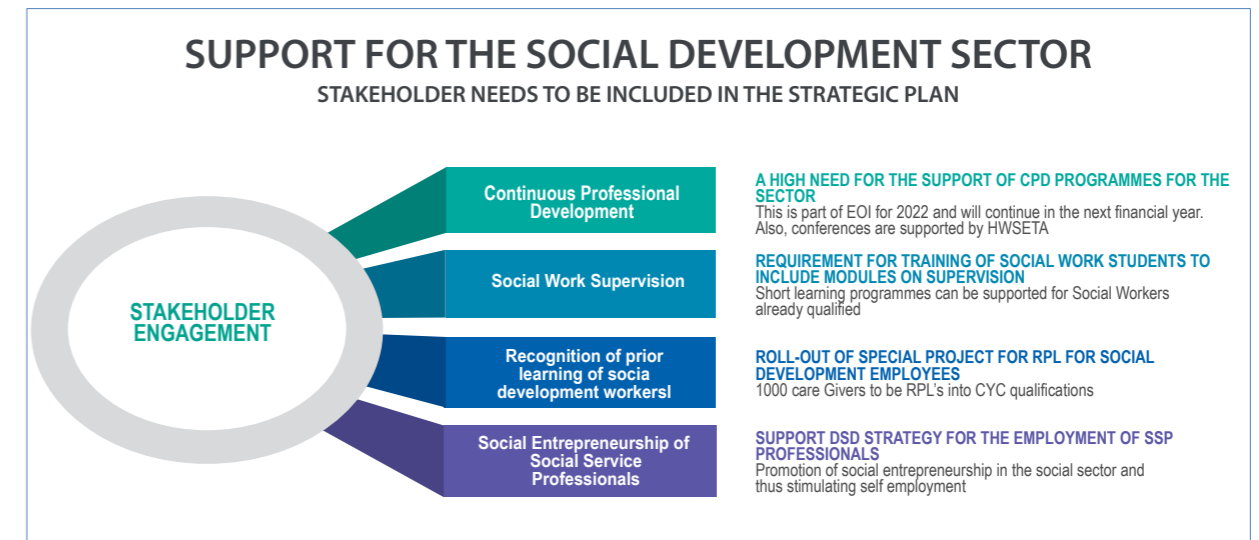 SUPPORT FOR THE SOCIAL DEVELOPMENT SECTOR
STAKEHOLDER NEEDS TO BE INCLUDED IN THE STRATEGIC PLAN
STAKEHOLDER
ENGAGEMENT
Continuous Professional
Development
A HIGH NEED FOR THE SUPPORT OF CPD PROGRAMMES FOR THE
SECTOR
This is part of EOI for 2022 and will continue in the next financial year.
Also, conferences are supported by HWSETA
Social Work Supervision
REQUIREMENT FOR TRAINING OF SOCIAL WORK STUDENTS TO
INCLUDE MODULES ON SUPERVISION
Short learning programmes can be supported for Social Workers
already qualified
Recognition of prior
learning of socia
development workersl
ROLL-OUT OF SPECIAL PROJECT FOR RPL FOR SOCIAL
DEVELOPMENT EMPLOYEES
1000 care Givers to be RPL's into CYC qualifications
Social Entrepreneurship of
Social Service
Professionals
SUPPORT DSD STRATEGY FOR THE EMPLOYMENT OF SSP
PROFESSIONALS
Promotion of social entrepreneurship in the social sector and
thus stimulating self employment